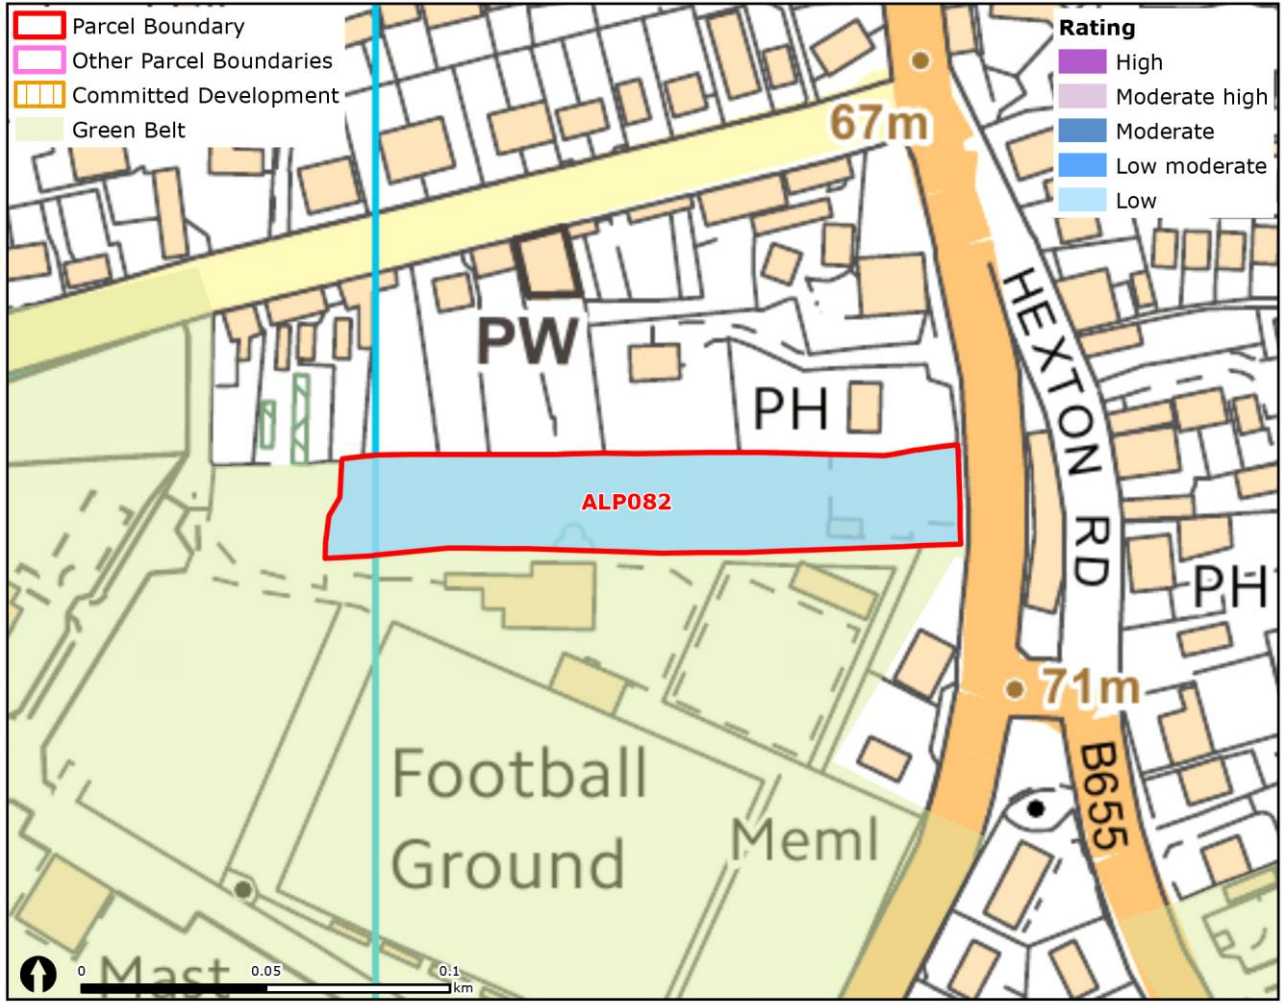 Parcel Boundary
Other Parcel Boundaries
Committed Development
Green Belt
Rating
High
Moderate high
Moderate
Low moderate
Low
67m
HEXTON RD
PW
PH
ALP082
PH
71m
B655
Football
Ground
Meml
Mast
0 0.05 0.1
km